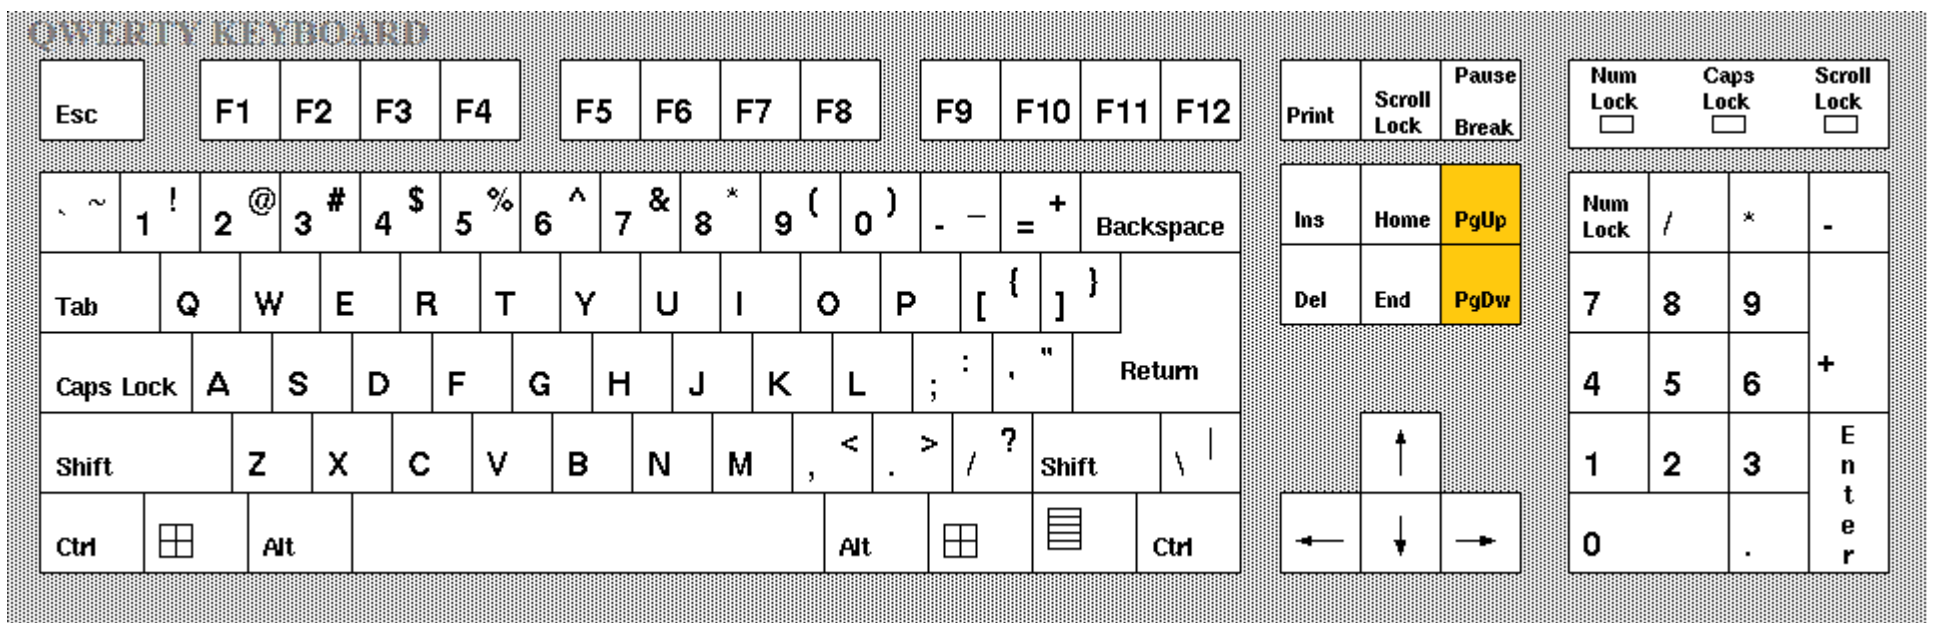 QWERTY KEYBOARD
Esc F1 F2 F3 F4 F5 F6 F7 F8 F9 F10 F11 F12 Print Scroll Lock Pause Break Num Lock Caps Lock Scroll Lock
` ~ 1 ! 2 @ 3 # 4 $ 5 % 6 ^ 7 & 8 * 9 ( 0 ) - _ = + Backspace Ins Home PgUp Num Lock / * -
Tab Q W E R T Y U I O P [ { ] } Del End PgDw 7 8 9
Caps Lock A S D F G H J K L ; : ' " Return 4 5 6 +
Shift Z X C V B N M , < . > / ? Shift \ | 1 2 3 Enter
Ctrl Alt Alt Ctrl 0 .